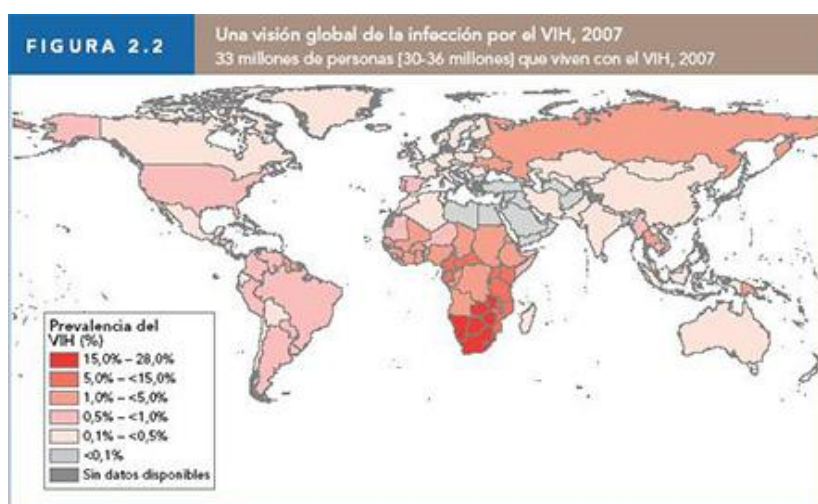 FIGURA 2.2
Una visión global de la infección por el VIH, 2007
33 millones de personas [30-36 millones] que viven con el VIH, 2007
Prevalencia del
VIH (%)
15,0% – 28,0%
5,0% – <15,0%
1,0% – <5,0%
0,5% – <1,0%
0,1% – <0,5%
<0,1%
Sin datos disponibles